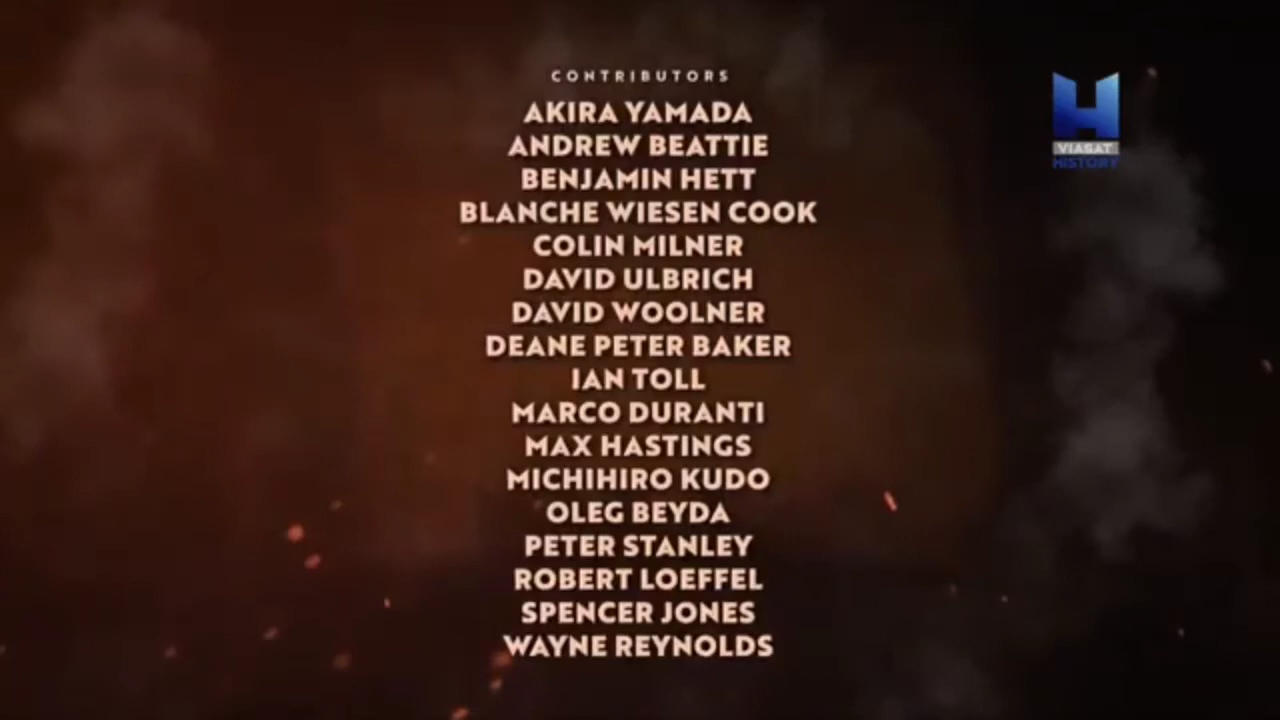 CONTRIBUTORS
AKIRA YAMADA
ANDREW BEATTIE
BENJAMIN HETT
BLANCHE WIESEN COOK
COLIN MILNER
DAVID ULBRICH
DAVID WOOLNER
DEANE PETER BAKER
IAN TOLL
MARCO DURANTI
MAX HASTINGS
MICHIHIRO KUDO
OLEG BEYDA
PETER STANLEY
ROBERT LOEFFEL
SPENCER JONES
WAYNE REYNOLDS
H
VIASAT
HISTORY